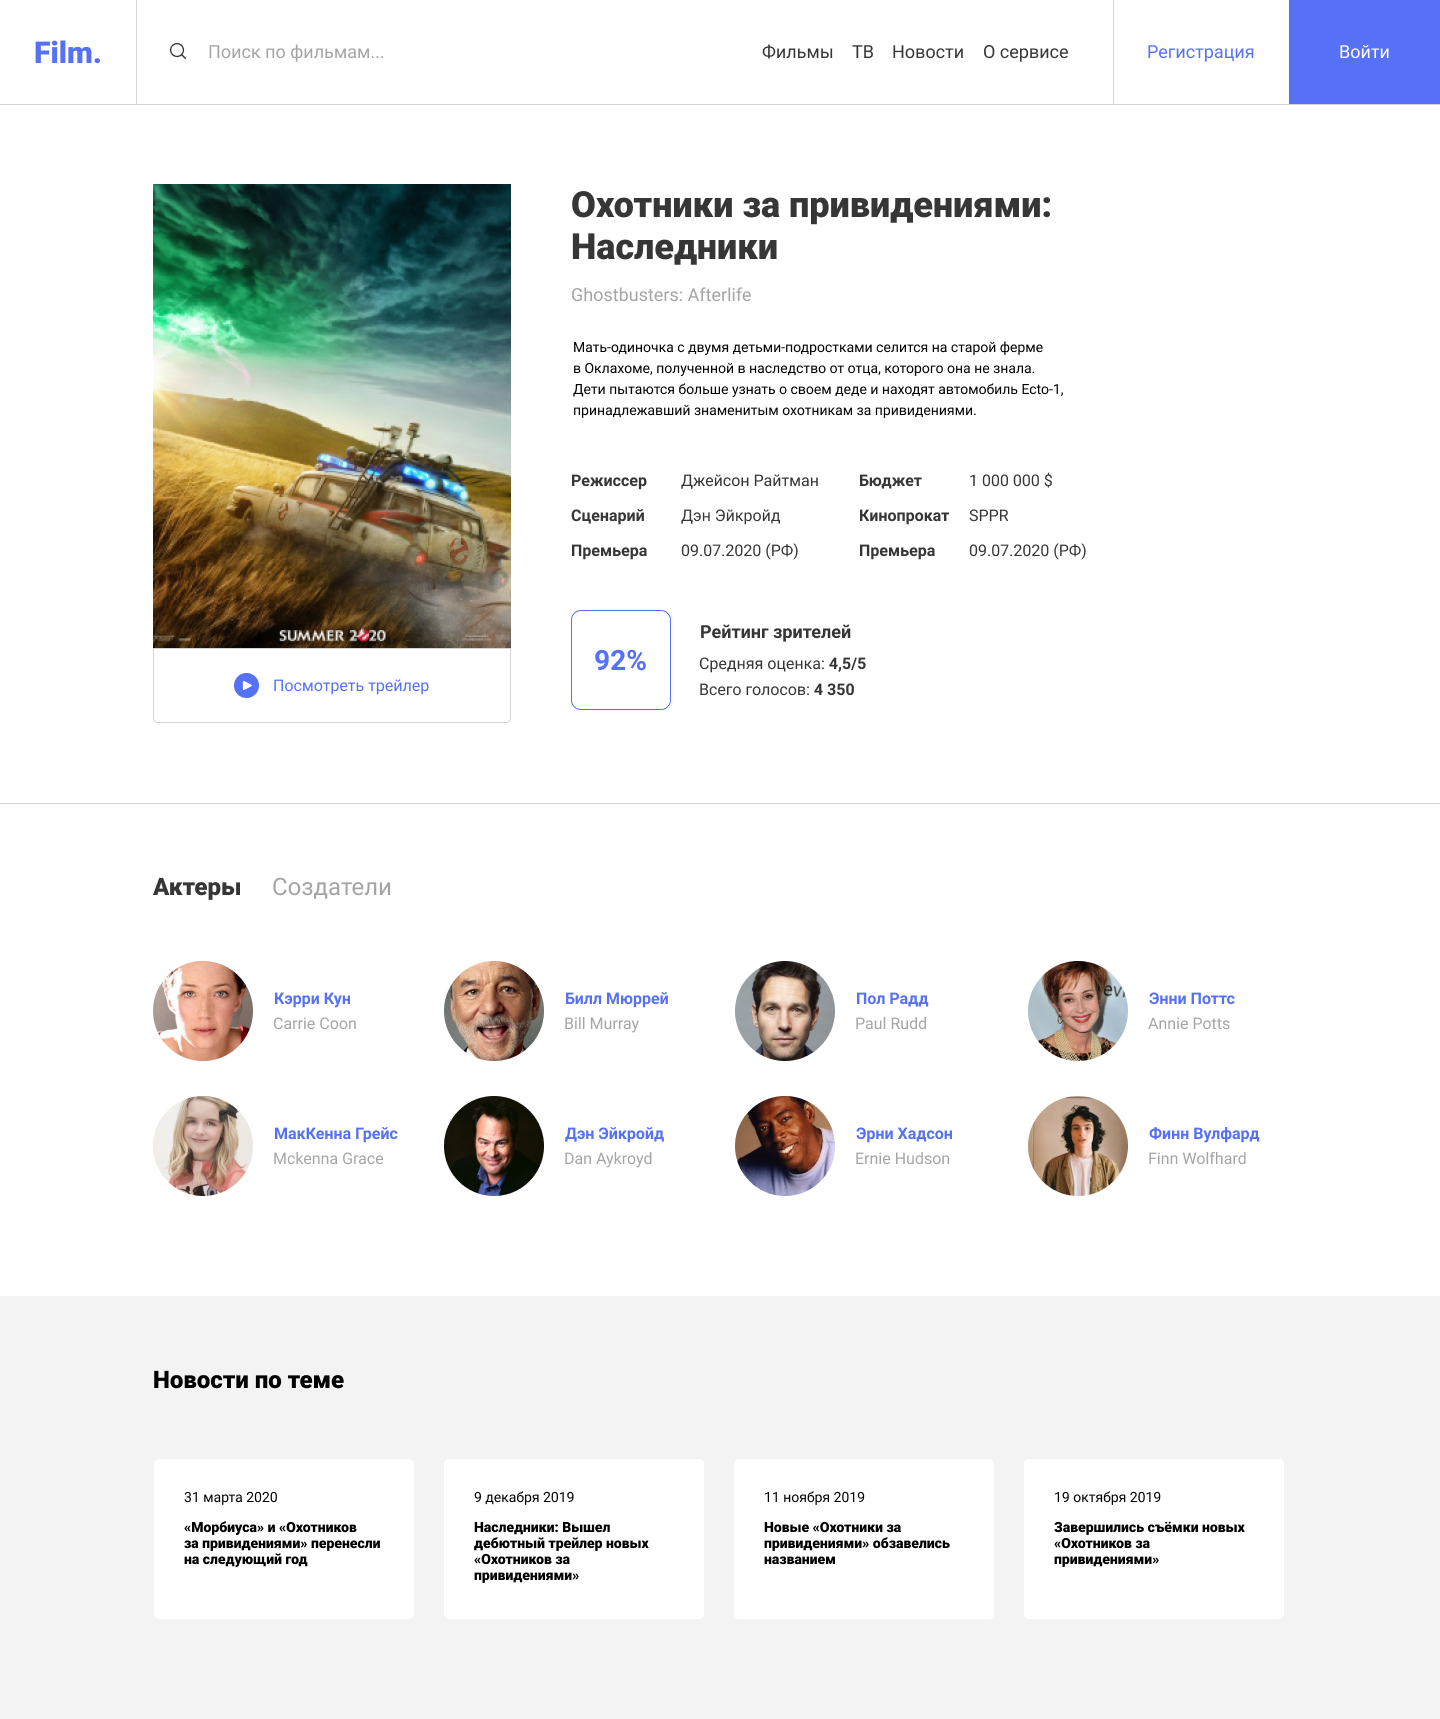 Film.
Поиск по фильмам...
Фильмы ТВ Новости О сервисе
Регистрация
Войти
Охотники за привидениями:
Наследники
Ghostbusters: Afterlife
Мать-одиночка с двумя детьми-подростками селится на старой ферме
в Оклахоме, полученной в наследство от отца, которого она не знала.
Дети пытаются больше узнать о своем деде и находят автомобиль Ecto-1,
принадлежавший знаменитым охотникам за привидениями.
Режиссер Джейсон Райтман Бюджет 1 000 000 $
Сценарий Дэн Эйкройд Кинопрокат SPPR
Премьера 09.07.2020 (РФ) Премьера 09.07.2020 (РФ)
SUMMER 2020
Посмотреть трейлер
92%
Рейтинг зрителей
Средняя оценка: 4,5/5
Всего голосов: 4 350
Актеры Создатели
Кэрри Кун
Carrie Coon
Билл Мюррей
Bill Murray
Пол Радд
Paul Rudd
Энни Поттс
Annie Potts
МакКенна Грейс
Mckenna Grace
Дэн Эйкройд
Dan Aykroyd
Эрни Хадсон
Ernie Hudson
Финн Вулфард
Finn Wolfhard
Новости по теме
31 марта 2020
«Морбиуса» и «Охотников
за привидениями» перенесли
на следующий год
9 декабря 2019
Наследники: Вышел
дебютный трейлер новых
«Охотников за
привидениями»
11 ноября 2019
Новые «Охотники за
привидениями» обзавелись
названием
19 октября 2019
Завершились съёмки новых
«Охотников за
привидениями»